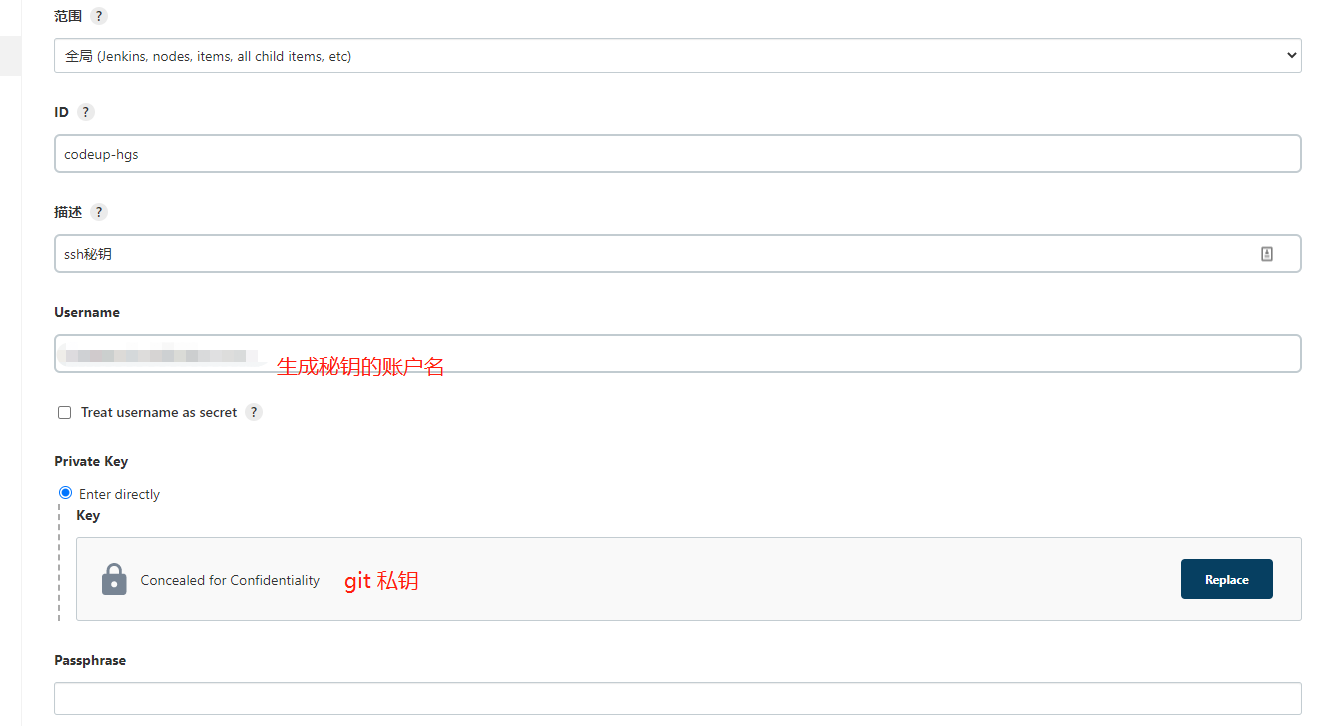 范围 ?
全局 (Jenkins, nodes, items, all child items, etc)
ID ?
codeup-hgs
描述 ?
ssh秘钥
Username
生成秘钥的账户名
Treat username as secret ?
Private Key
Enter directly
Key
Concealed for Confidentiality git 私钥 Replace
Passphrase